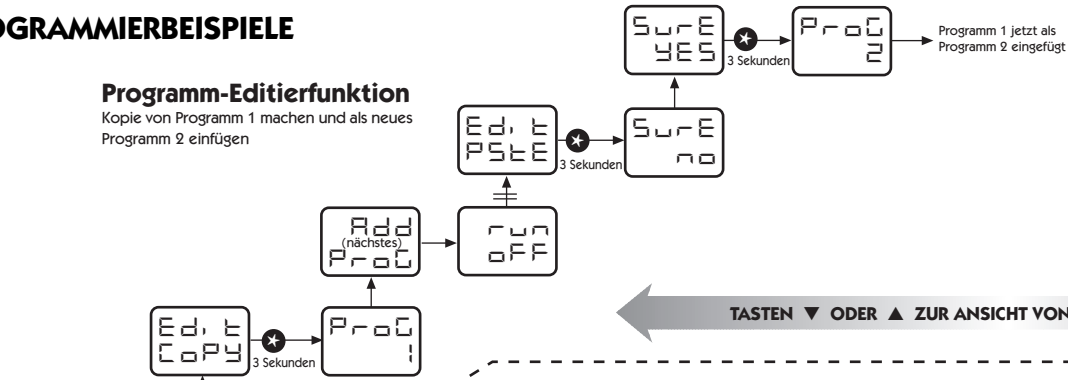 OGRAMMIERBEISPIELE
Programm-Editierfunktion
Kopie von Programm 1 machen und als neues
Programm 2 einfügen
SurE
YES
3 Sekunden
ProG
2
Programm 1 jetzt als
Programm 2 eingefügt
Edit
PStE
3 Sekunden
SurE
no
Add
(nächstes)
ProG
run
oFF
Edit
CoPY
3 Sekunden
ProG
1
TASTEN ▼ ODER ▲ ZUR ANSICHT VON